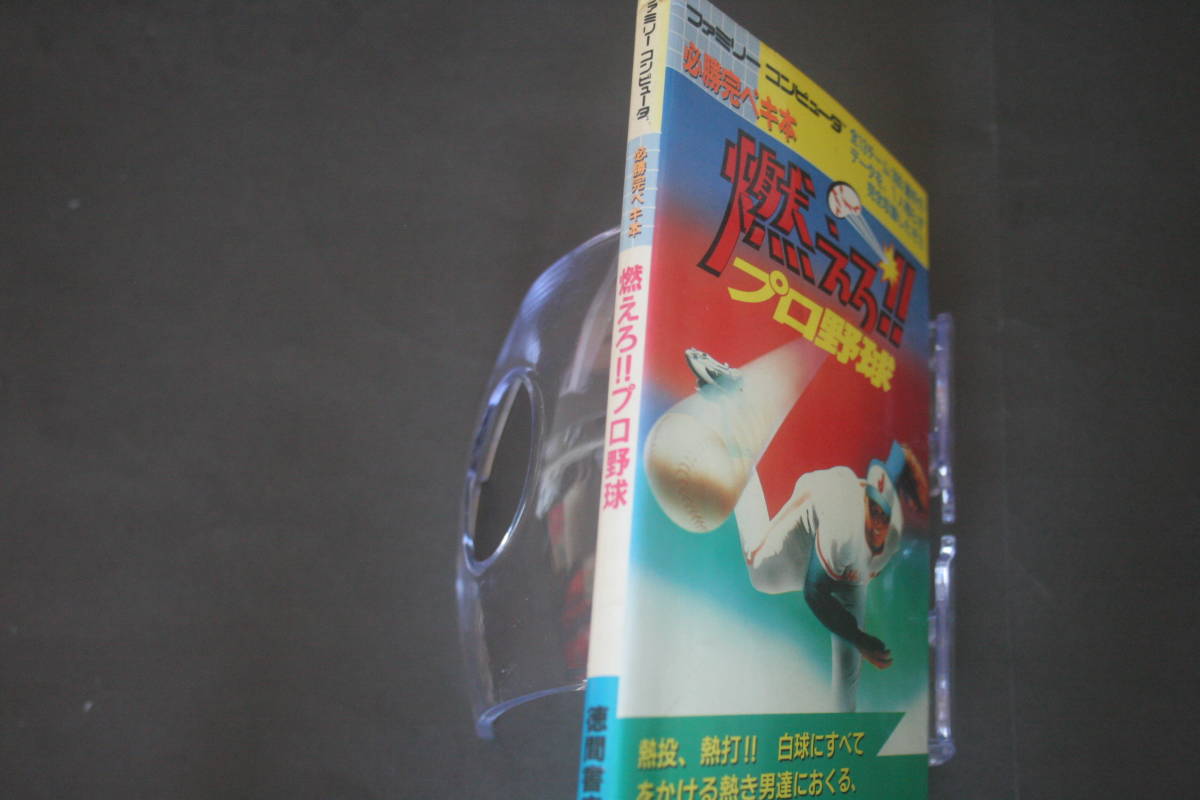 ファミリー コンピュータ
必勝完ペキ本
燃えろ!!
プロ野球
熱投、熱打!! 白球にすべて
をかける熱き男達におくる、
ファミリー コンピュータ
必勝完ペキ本
燃えろ!!プロ野球
徳間書